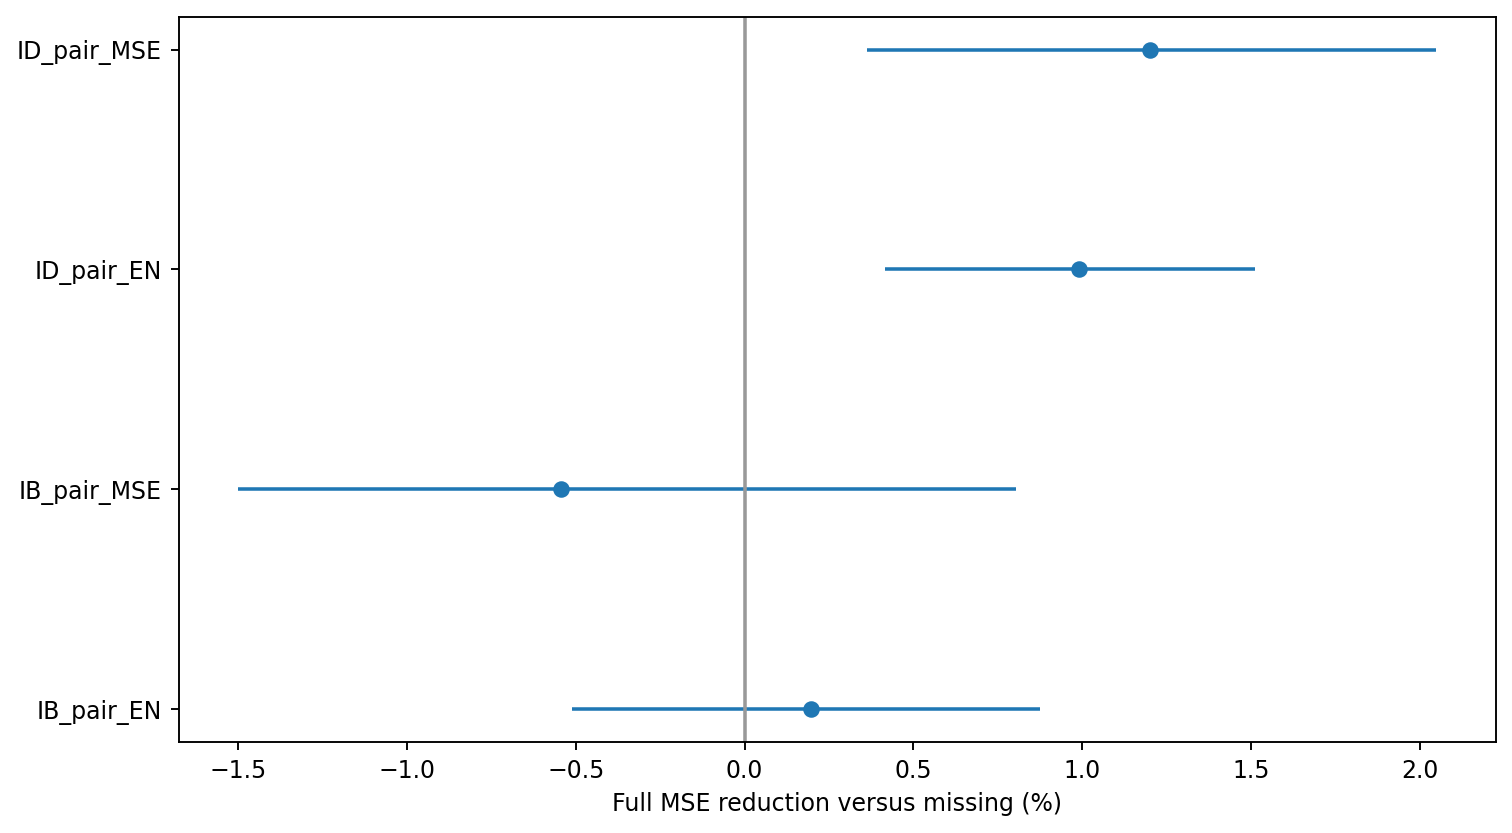 ID_pair_MSE
ID_pair_EN
IB_pair_MSE
IB_pair_EN
−1.5 −1.0 −0.5 0.0 0.5 1.0 1.5 2.0
Full MSE reduction versus missing (%)